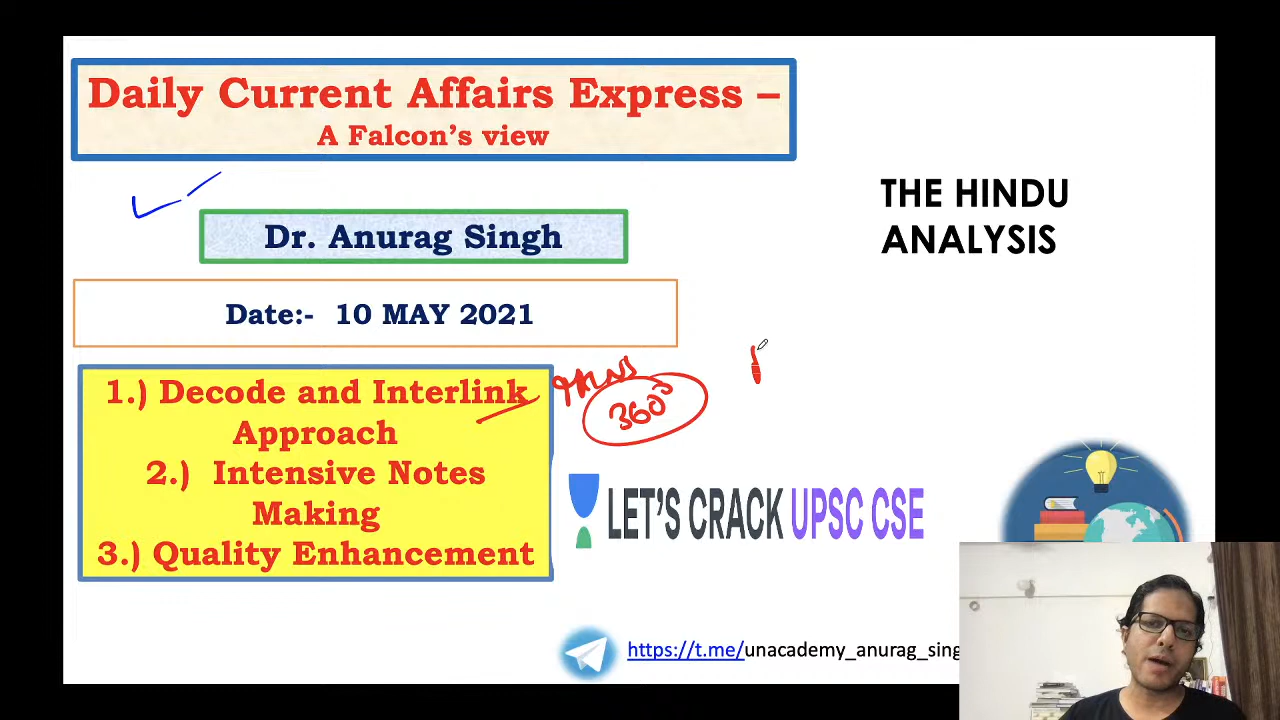 Daily Current Affairs Express –
A Falcon's view
THE HINDU
ANALYSIS
Dr. Anurag Singh
Date:- 10 MAY 2021
1.) Decode and Interlink
Approach
2.) Intensive Notes
Making
3.) Quality Enhancement
360°
LET'S CRACK UPSC CSE
https://t.me/unacademy_anurag_sing